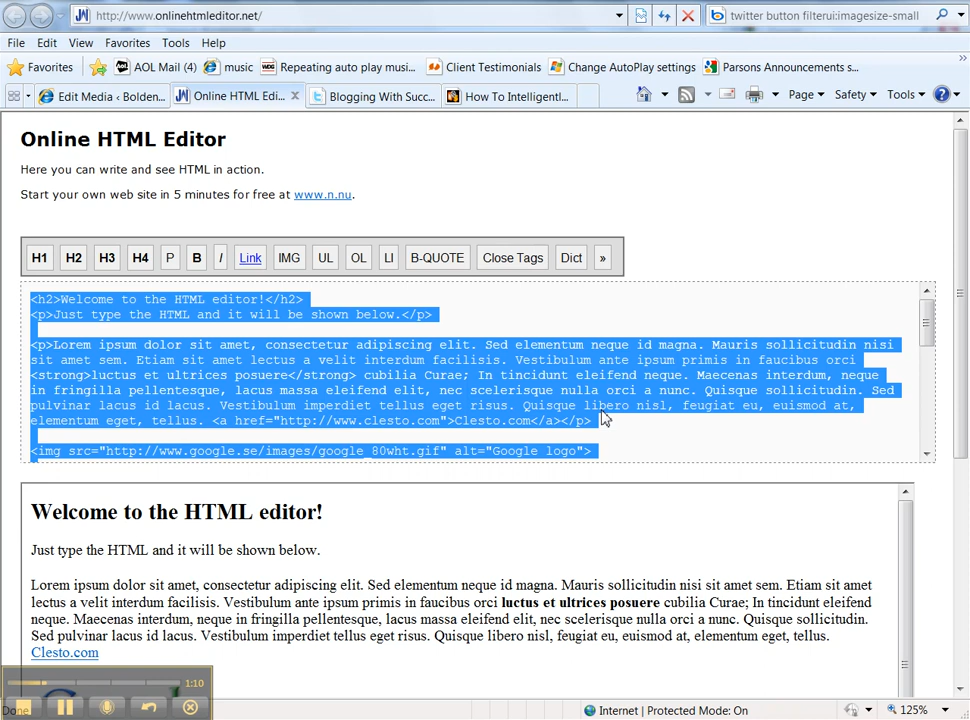 http://www.onlinehtmleditor.net/
twitter button filterui:imagesize-small
File Edit View Favorites Tools Help
Favorites AOL Mail (4) music Repeating auto play musi... Client Testimonials Change AutoPlay settings Parsons Announcements s... »
Edit Media ‹ Bolden... Online HTML Edi... x Blogging With Succ... How To Intelligentl... Page Safety Tools
Online HTML Editor
Here you can write and see HTML in action.
Start your own web site in 5 minutes for free at www.n.nu.
H1 H2 H3 H4 P B I Link IMG UL OL LI B-QUOTE Close Tags Dict »
<h2>Welcome to the HTML editor!</h2>
<p>Just type the HTML and it will be shown below.</p>
<p>Lorem ipsum dolor sit amet, consectetur adipiscing elit. Sed elementum neque id magna. Mauris sollicitudin nisi
sit amet sem. Etiam sit amet lectus a velit interdum facilisis. Vestibulum ante ipsum primis in faucibus orci
<strong>luctus et ultrices posuere</strong> cubilia Curae; In tincidunt eleifend neque. Maecenas interdum, neque
in fringilla pellentesque, lacus massa eleifend elit, nec scelerisque nulla orci a nunc. Quisque sollicitudin. Sed
pulvinar lacus id lacus. Vestibulum imperdiet tellus eget risus. Quisque libero nisl, feugiat eu, euismod at,
elementum eget, tellus. <a href="http://www.clesto.com">Clesto.com</a></p>
<img src="http://www.google.se/images/google_80wht.gif" alt="Google logo">
Welcome to the HTML editor!
Just type the HTML and it will be shown below.
Lorem ipsum dolor sit amet, consectetur adipiscing elit. Sed elementum neque id magna. Mauris sollicitudin nisi sit amet sem. Etiam sit amet
lectus a velit interdum facilisis. Vestibulum ante ipsum primis in faucibus orci luctus et ultrices posuere cubilia Curae; In tincidunt eleifend
neque. Maecenas interdum, neque in fringilla pellentesque, lacus massa eleifend elit, nec scelerisque nulla orci a nunc. Quisque sollicitudin.
Sed pulvinar lacus id lacus. Vestibulum imperdiet tellus eget risus. Quisque libero nisl, feugiat eu, euismod at, elementum eget, tellus.
Clesto.com
1:10
Done
Internet | Protected Mode: On 125%